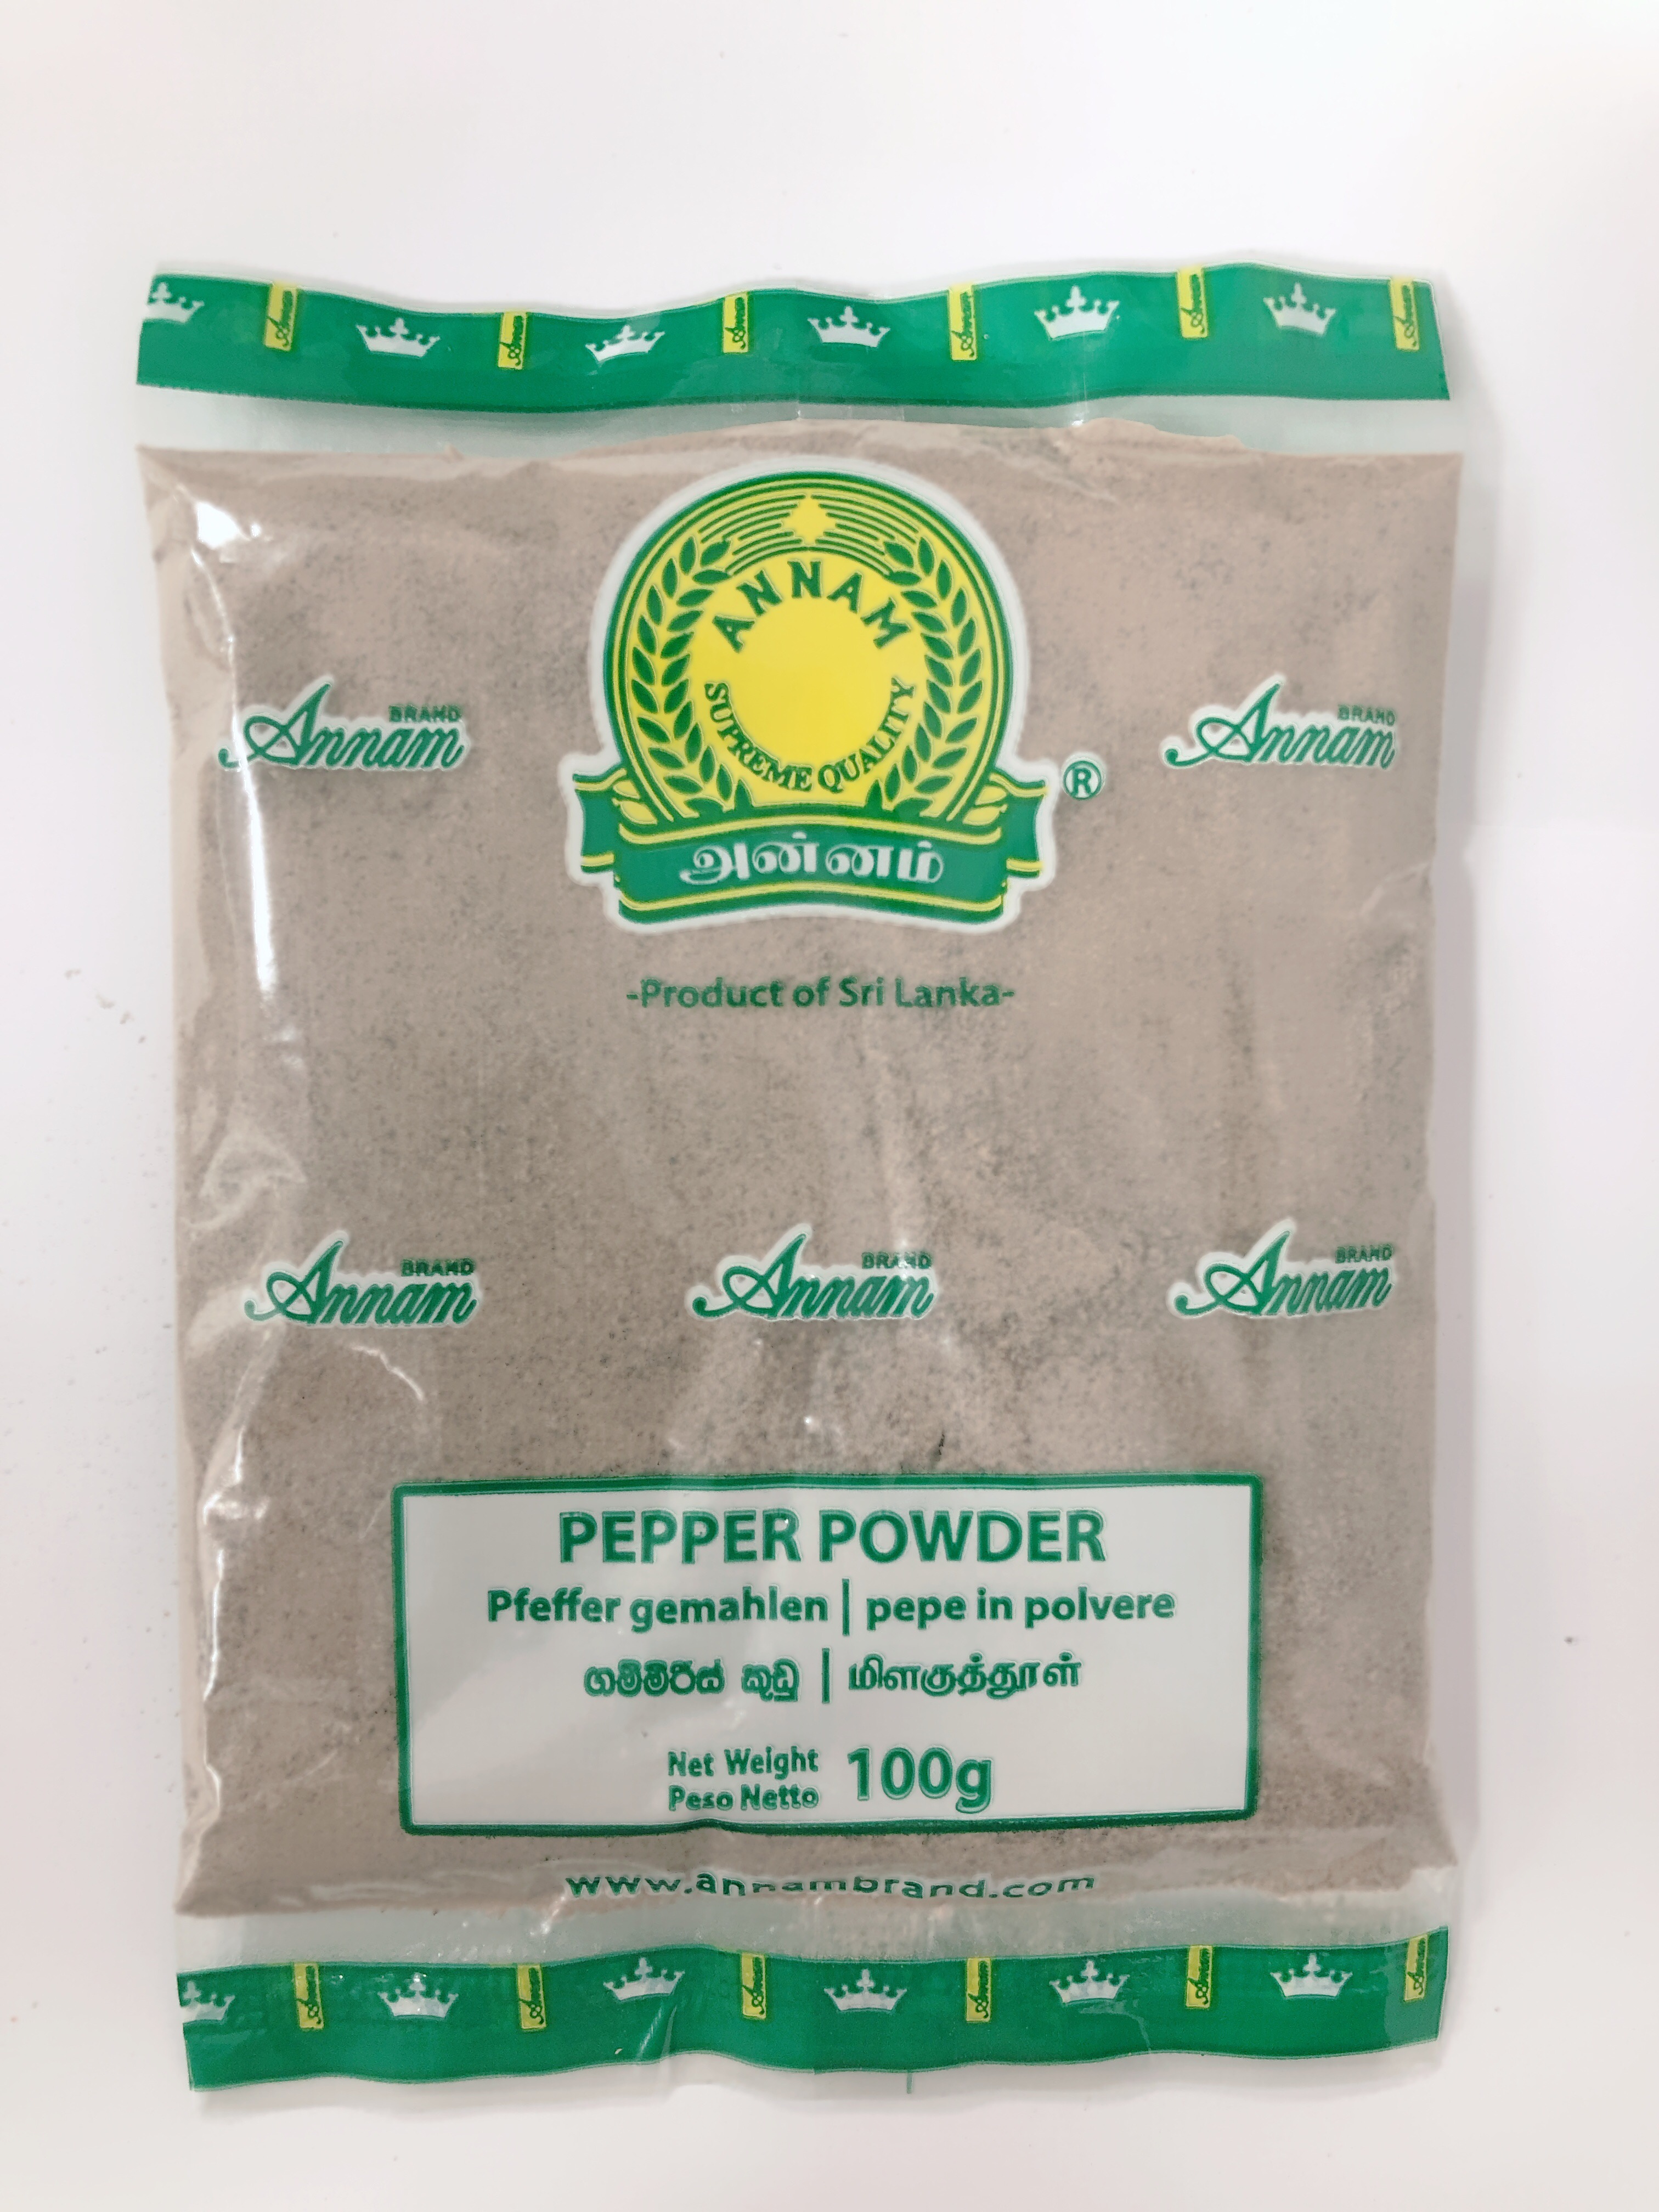 ANNAM
SUPREME QUALITY
அன்னம்
®
BRAND
Annam
BRAND
Annam
-Product of Sri Lanka-
BRAND
Annam
BRAND
Annam
BRAND
Annam
PEPPER POWDER
Pfeffer gemahlen | pepe in polvere
ගම්මිරිස් කුඩු | மிளகுத்தூள்
Net Weight 100g
Peso Netto
www.annambrand.com